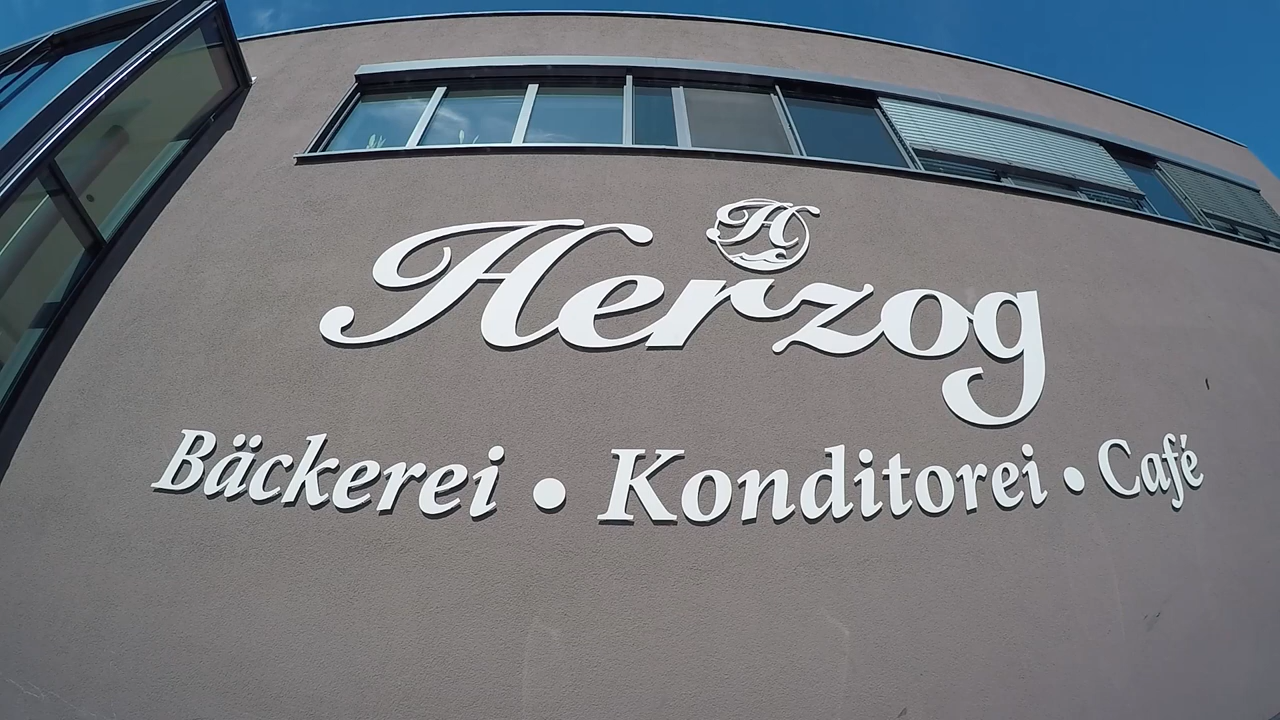 H
Herzog
Bäckerei • Konditorei • Café